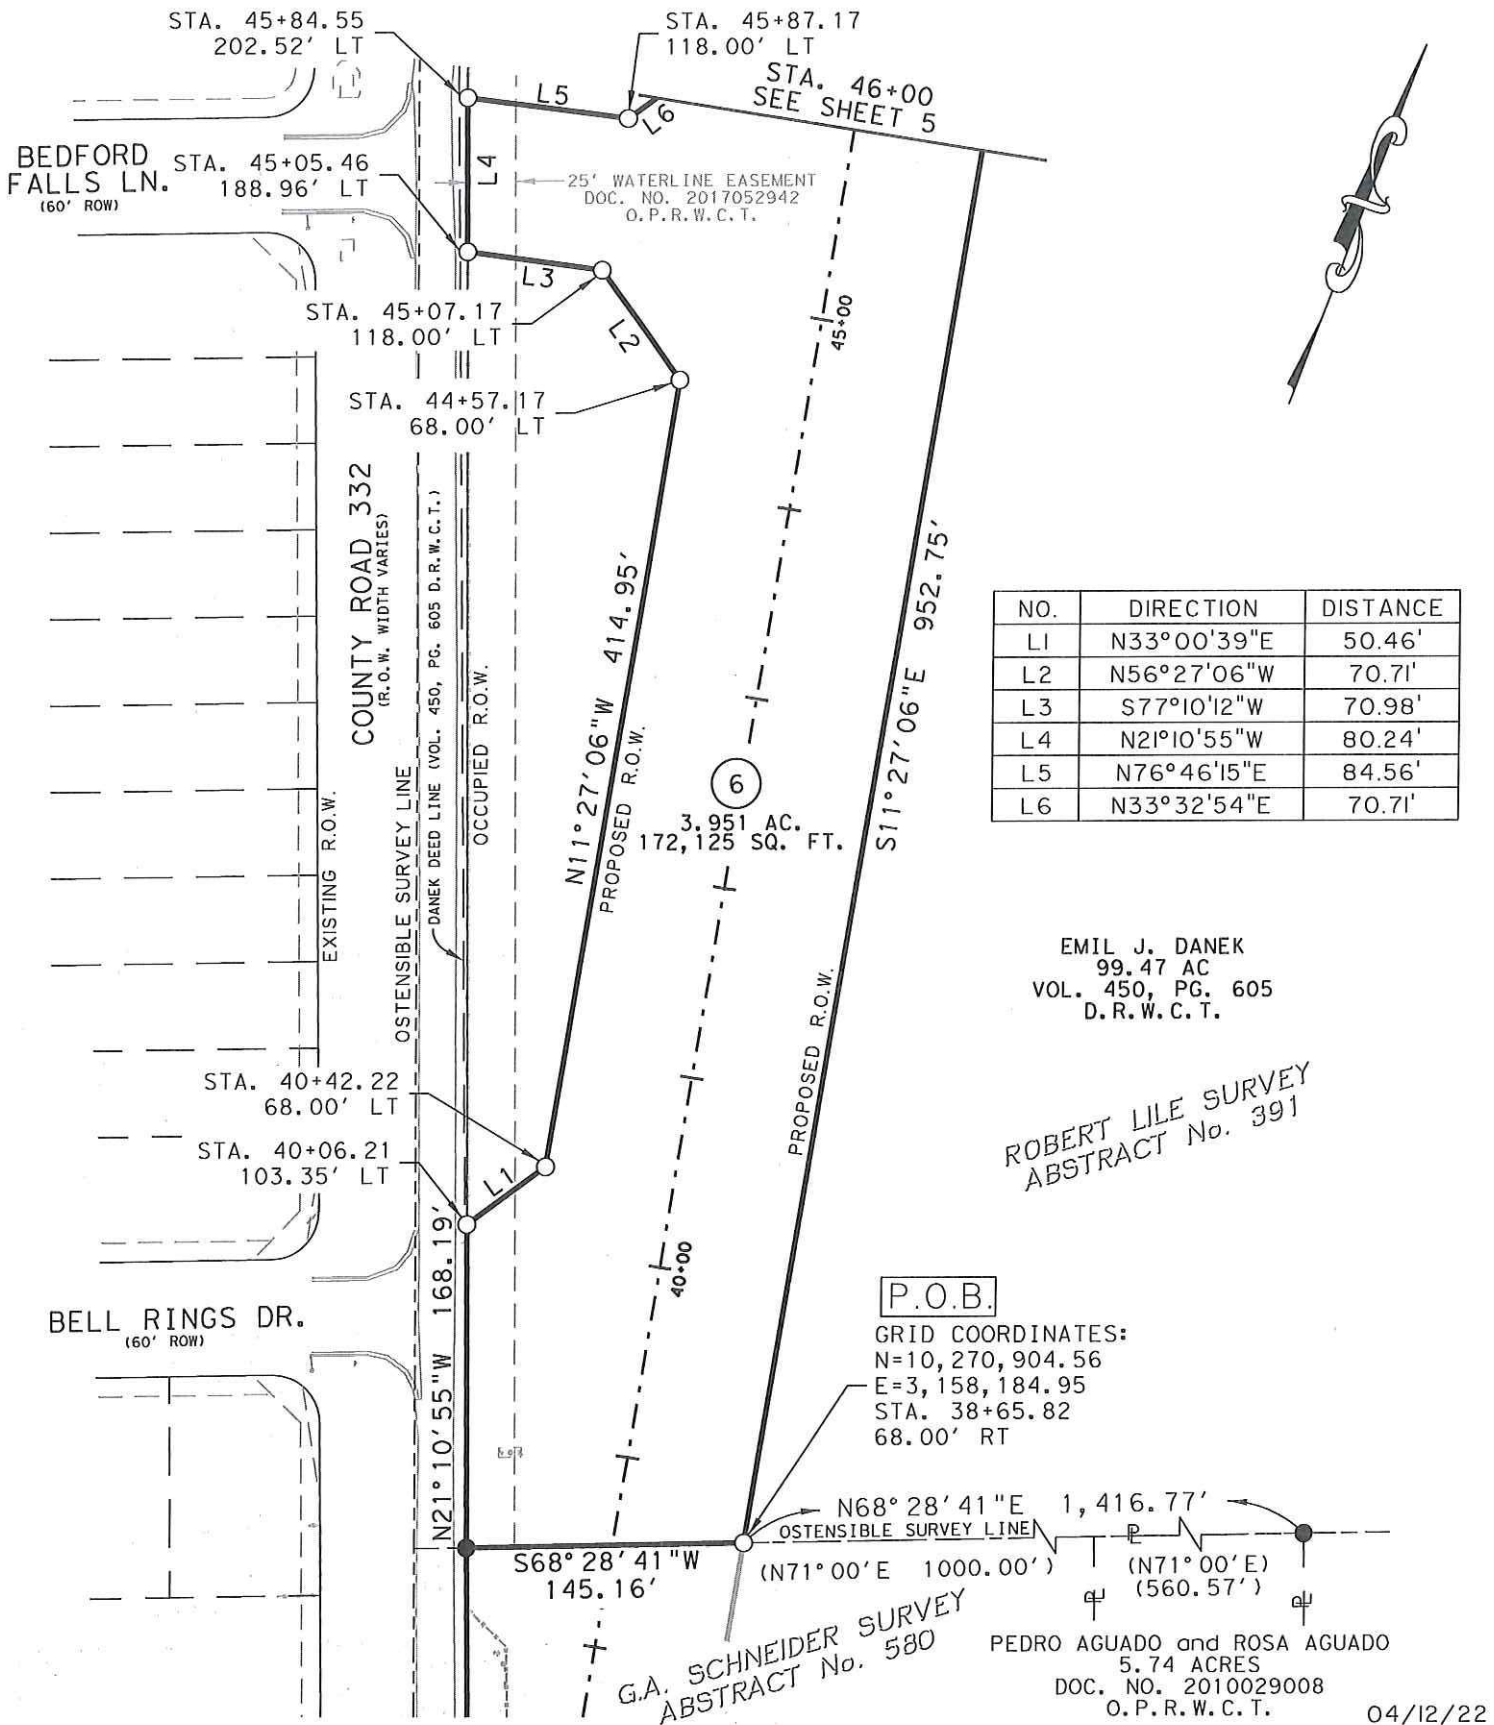 STA. 45+84.55
202.52' LT
STA. 45+87.17
118.00' LT
STA. 46+00
SEE SHEET 5
L5
L6
BEDFORD
FALLS LN.
(60' ROW)
STA. 45+05.46
188.96' LT
L4
25' WATERLINE EASEMENT
DOC. NO. 2017052942
O.P.R.W.C.T.
L3
STA. 45+07.17
118.00' LT
L2
45+00
STA. 44+57.17
68.00' LT
COUNTY ROAD 332
(R.O.W. WIDTH VARIES)
DANEK DEED LINE (VOL. 450, PG. 605 D.R.W.C.T.)
OCCUPIED R.O.W.
OSTENSIBLE SURVEY LINE
EXISTING R.O.W.
N11°27'06"W 414.95'
PROPOSED R.O.W.
S11°27'06"E 952.75'
PROPOSED R.O.W.
6
3.951 AC.
172,125 SQ. FT.
NO. DIRECTION DISTANCE
L1 N33°00'39"E 50.46'
L2 N56°27'06"W 70.71'
L3 S77°10'12"W 70.98'
L4 N21°10'55"W 80.24'
L5 N76°46'15"E 84.56'
L6 N33°32'54"E 70.71'
EMIL J. DANEK
99.47 AC
VOL. 450, PG. 605
D.R.W.C.T.
ROBERT LILE SURVEY
ABSTRACT No. 391
STA. 40+42.22
68.00' LT
STA. 40+06.21
103.35' LT
L1
40+00
BELL RINGS DR.
(60' ROW)
N21°10'55"W 168.19'
P.O.B.
GRID COORDINATES:
N=10,270,904.56
E=3,158,184.95
STA. 38+65.82
68.00' RT
N68°28'41"E 1,416.77'
OSTENSIBLE SURVEY LINE
(N71°00'E 1000.00')
(N71°00'E)
(560.57')
S68°28'41"W
145.16'
G.A. SCHNEIDER SURVEY
ABSTRACT No. 580
PL
PL
PL
PEDRO AGUADO and ROSA AGUADO
5.74 ACRES
DOC. NO. 2010029008
O.P.R.W.C.T.
04/12/22